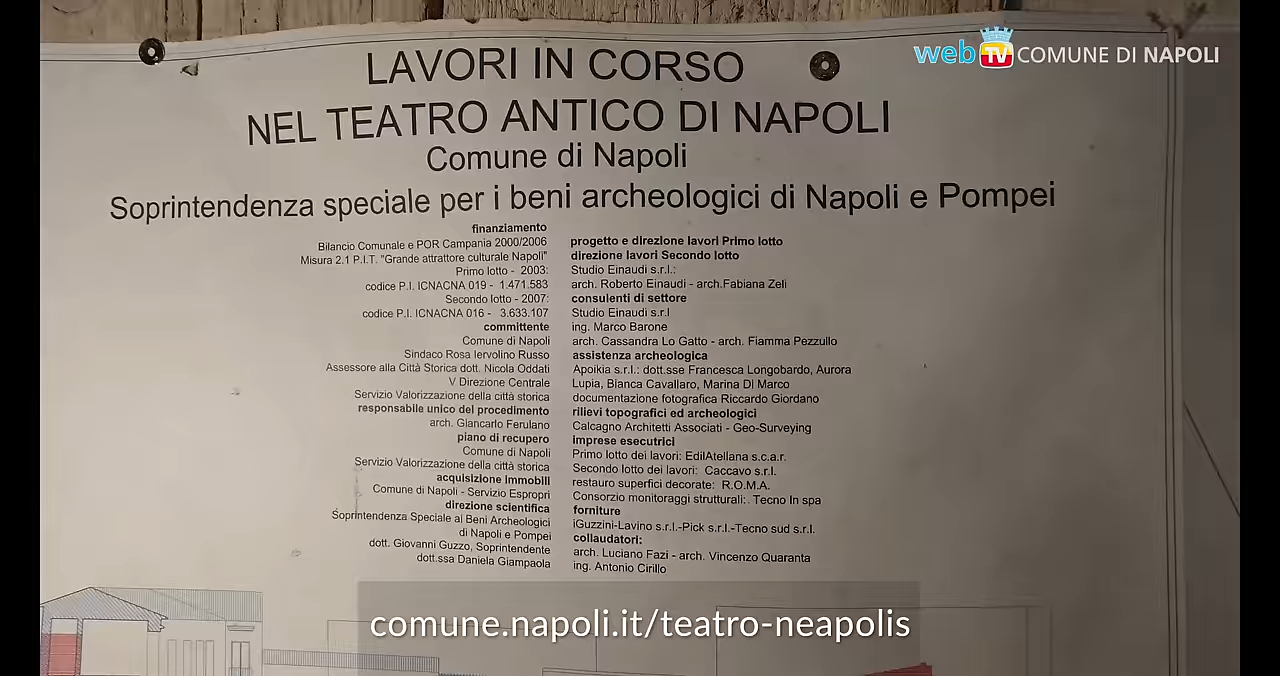 web TV COMUNE DI NAPOLI
LAVORI IN CORSO
NEL TEATRO ANTICO DI NAPOLI
Comune di Napoli
Soprintendenza speciale per i beni archeologici di Napoli e Pompei
finanziamento
Bilancio Comunale e POR Campania 2000/2006
Misura 2.1 P.I.T. "Grande attrattore culturale Napoli"
Primo lotto - 2003:
codice P.I. ICNACNA 019 - 1.471.583
Secondo lotto - 2007:
codice P.I. ICNACNA 016 - 3.633.107
committente
Comune di Napoli
Sindaco Rosa Iervolino Russo
Assessore alla Città Storica dott. Nicola Oddati
V Direzione Centrale
Servizio Valorizzazione della città storica
responsabile unico del procedimento
arch. Giancarlo Ferulano
piano di recupero
Comune di Napoli
Servizio Valorizzazione della città storica
acquisizione Immobili
Comune di Napoli - Servizio Espropri
direzione scientifica
Soprintendenza Speciale ai Beni Archeologici
di Napoli e Pompei
dott. Giovanni Guzzo, Soprintendente
dott.ssa Daniela Giampaola
progetto e direzione lavori Primo lotto
direzione lavori Secondo lotto
Studio Einaudi s.r.l.:
arch. Roberto Einaudi - arch.Fabiana Zeli
consulenti di settore
Studio Einaudi s.r.l
ing. Marco Barone
arch. Cassandra Lo Gatto - arch. Fiamma Pezzullo
assistenza archeologica
Apoikia s.r.l.: dott.sse Francesca Longobardo, Aurora
Lupia, Bianca Cavallaro, Marina Di Marco
documentazione fotografica Riccardo Giordano
rilievi topografici ed archeologici
Calcagno Architetti Associati - Geo-Surveying
imprese esecutrici
Primo lotto dei lavori: EdilAtellana s.c.a.r.
Secondo lotto dei lavori: Caccavo s.r.l.
restauro superfici decorate: R.O.M.A.
Consorzio monitoraggi strutturali:. Tecno In spa
forniture
iGuzzini-Lavino s.r.l.-Pick s.r.l.-Tecno sud s.r.l.
collaudatori:
arch. Luciano Fazi - arch. Vincenzo Quaranta
ing. Antonio Cirillo
comune.napoli.it/teatro-neapolis